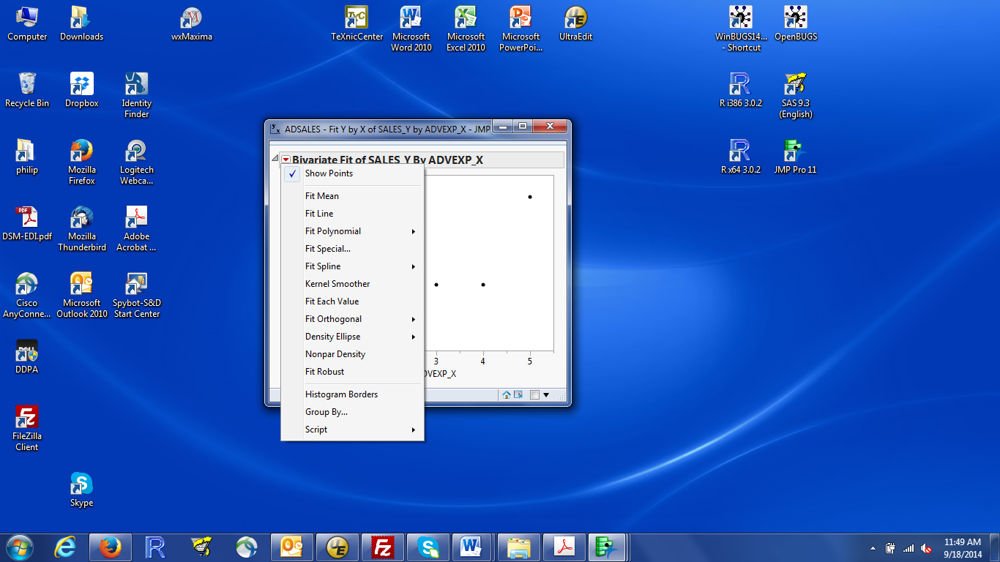 Computer
Downloads
wxMaxima
TeXnicCenter
Microsoft
Word 2010
Microsoft
Excel 2010
Microsoft
PowerPoi...
UltraEdit
WinBUGS14...
- Shortcut
OpenBUGS
Recycle Bin
Dropbox
Identity
Finder
R i386 3.0.2
SAS 9.3
(English)
philip
Mozilla
Firefox
Logitech
Webca...
R x64 3.0.2
JMP Pro 11
DSM-EDI.pdf
Mozilla
Thunderbird
Adobe
Acrobat ...
Cisco
AnyConne...
Microsoft
Outlook 2010
Spybot-S&D
Start Center
DDPA
FileZilla
Client
Skype
ADSALES - Fit Y by X of SALES_Y by ADVEXP_X - JMP
Bivariate Fit of SALES_Y By ADVEXP_X
Show Points
Fit Mean
Fit Line
Fit Polynomial
Fit Special...
Fit Spline
Kernel Smoother
Fit Each Value
Fit Orthogonal
Density Ellipse
Nonpar Density
Fit Robust
Histogram Borders
Group By...
Script
3 4 5
DVEXP_X
11:49 AM
9/18/2014